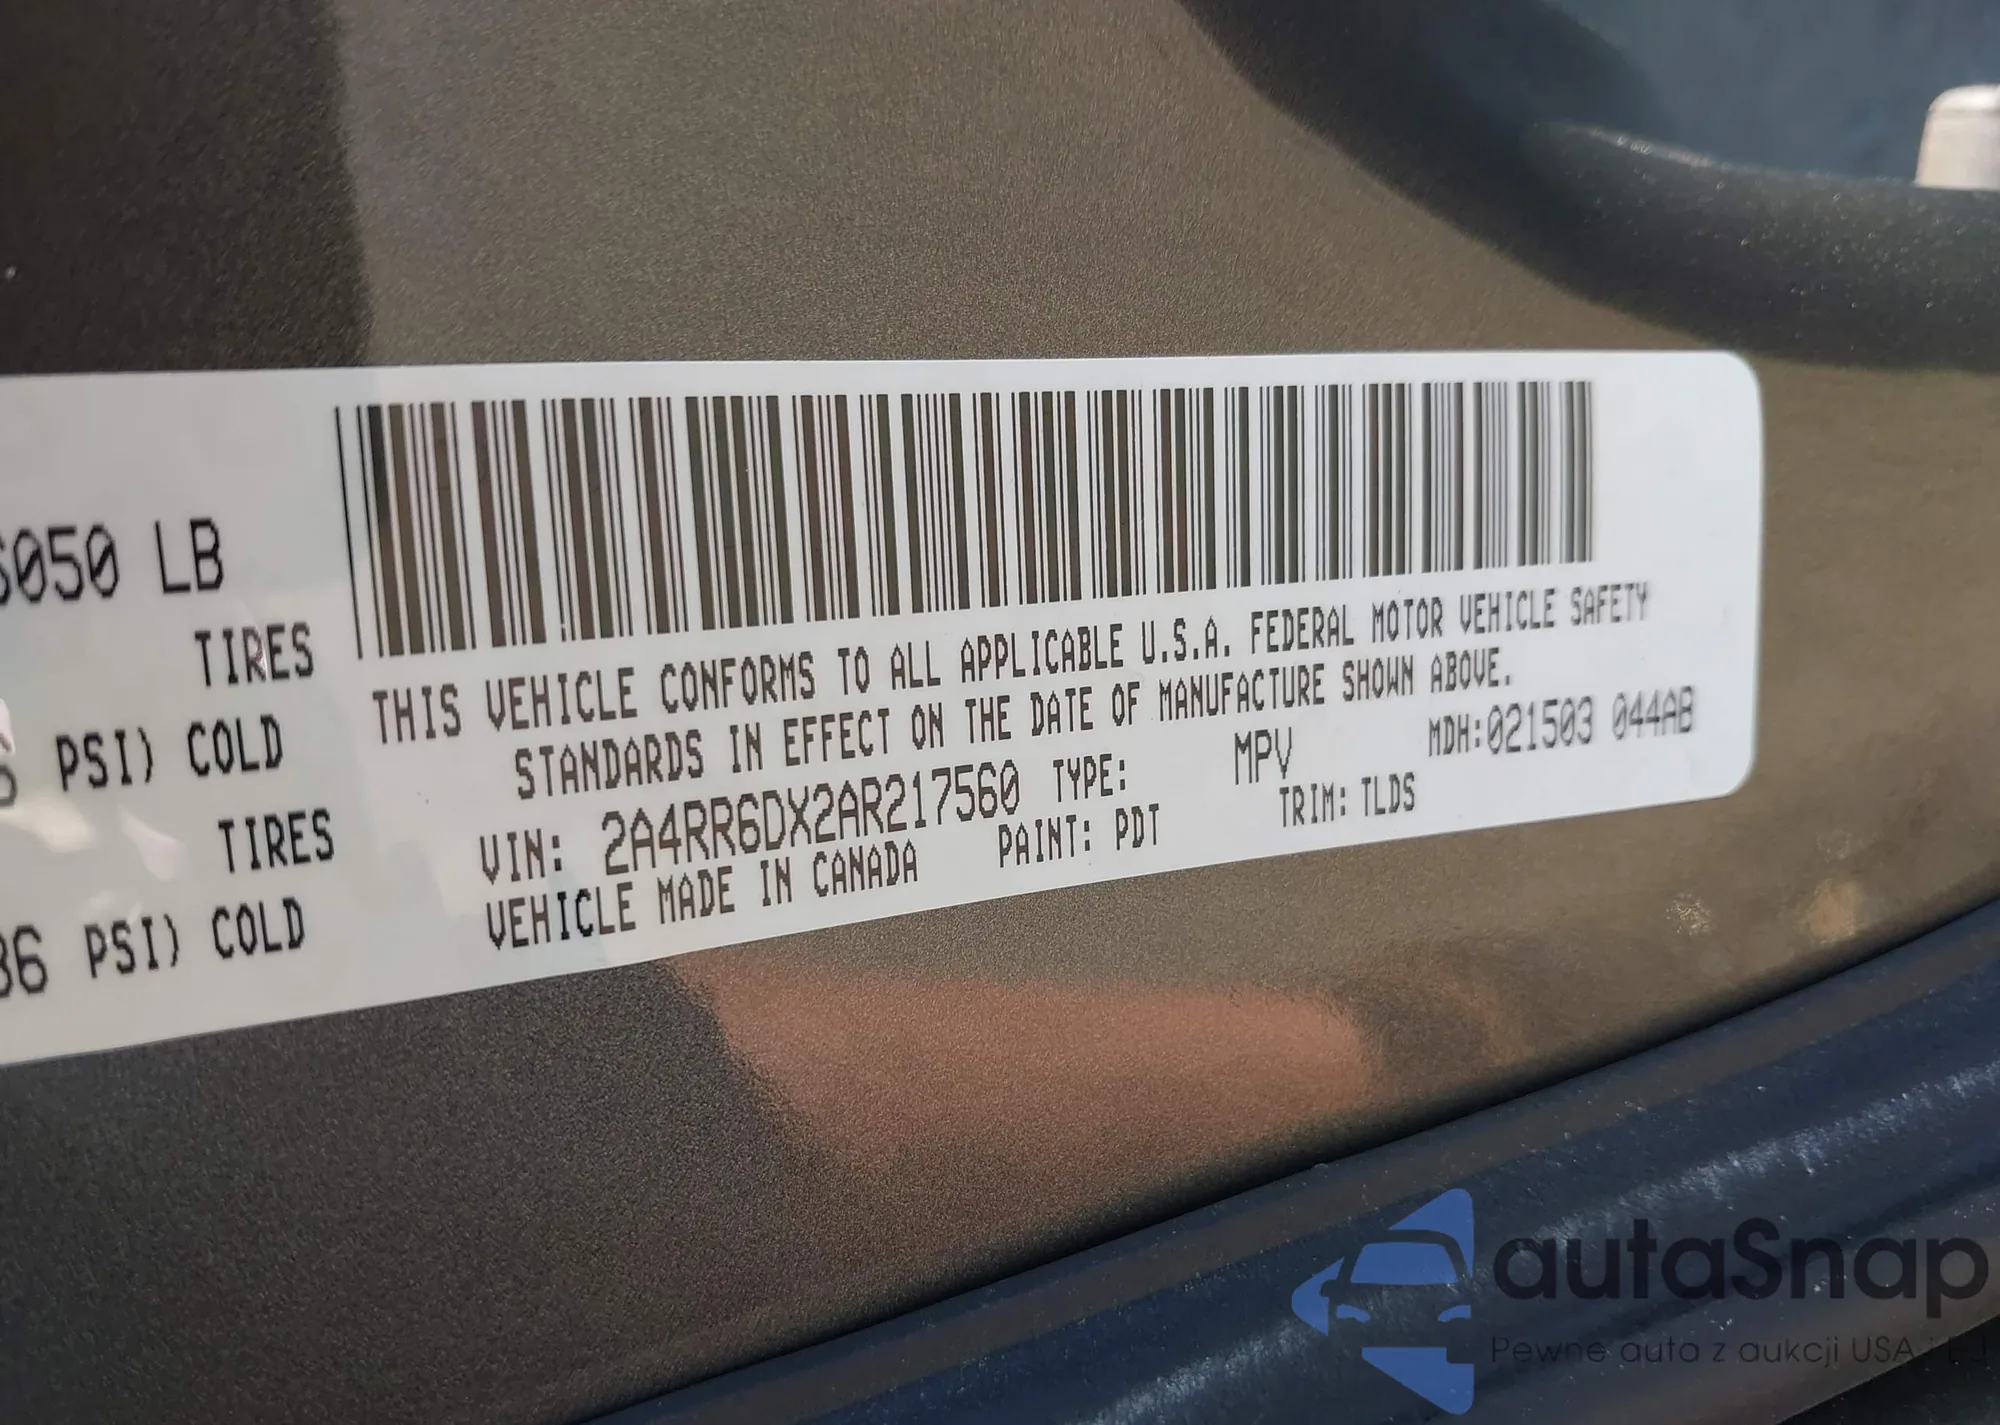 6050 LB
TIRES
PSI) COLD
TIRES
36 PSI) COLD
THIS VEHICLE CONFORMS TO ALL APPLICABLE U.S.A. FEDERAL MOTOR VEHICLE SAFETY
STANDARDS IN EFFECT ON THE DATE OF MANUFACTURE SHOWN ABOVE.
VIN: 2A4RR6DX2AR217560 TYPE: MPV MDH:021503 044AB
VEHICLE MADE IN CANADA PAINT: PDT TRIM: TLDS
autaSnap
Pewne auta z aukcji USA i EU